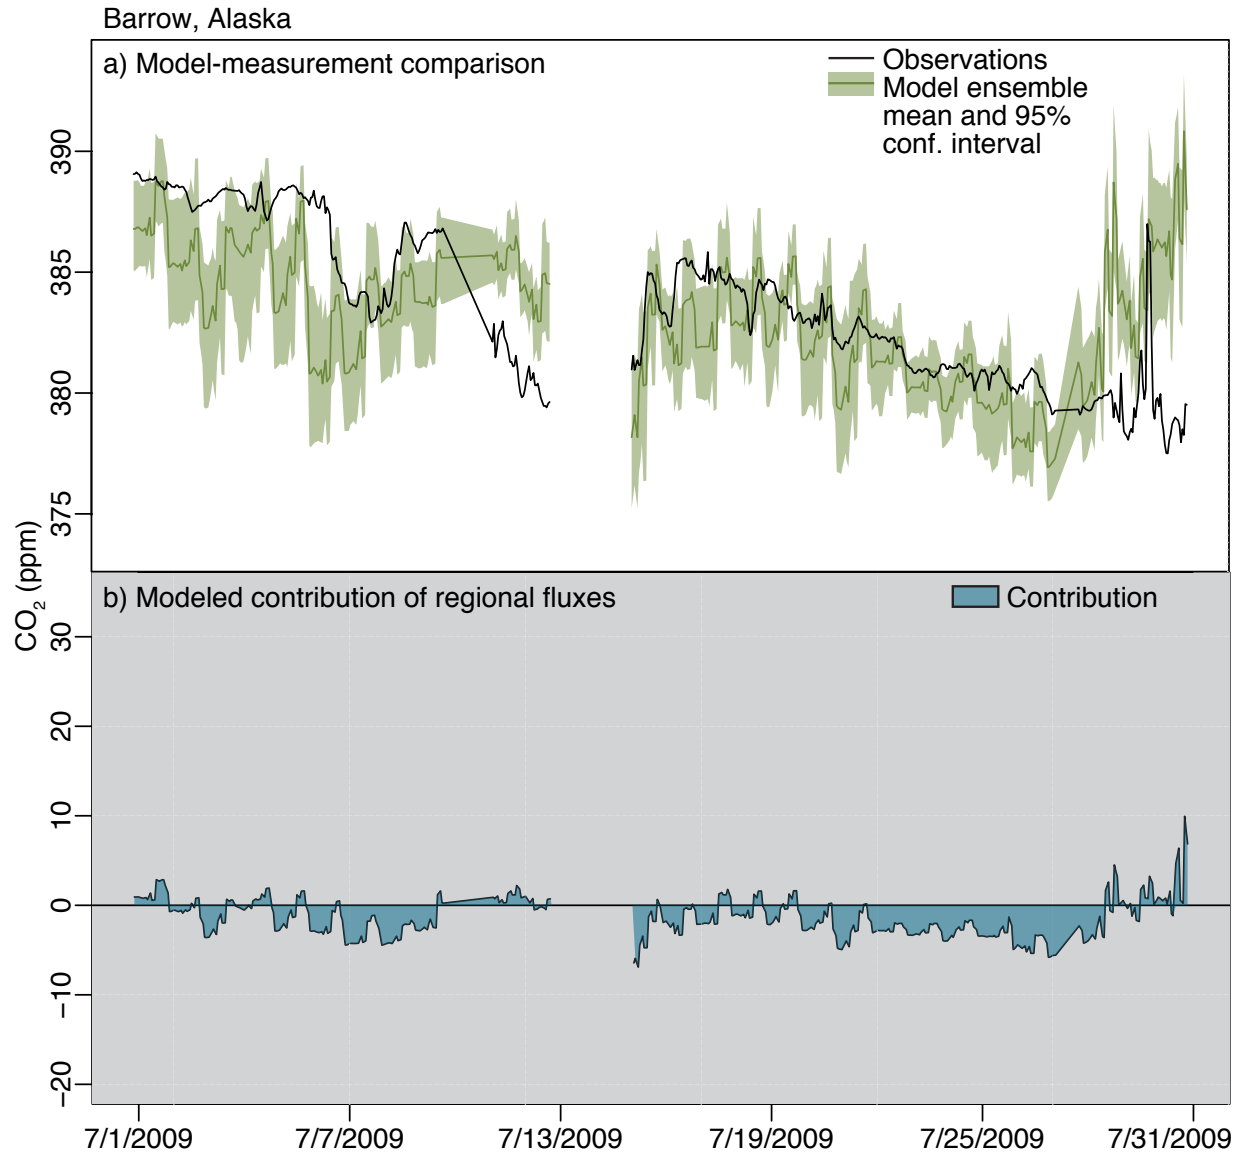 Barrow, Alaska
a) Model-measurement comparison
Observations
Model ensemble
mean and 95%
conf. interval
390
385
380
375
CO2 (ppm)
b) Modeled contribution of regional fluxes
Contribution
30
20
10
0
−10
−20
7/1/2009 7/7/2009 7/13/2009 7/19/2009 7/25/2009 7/31/2009